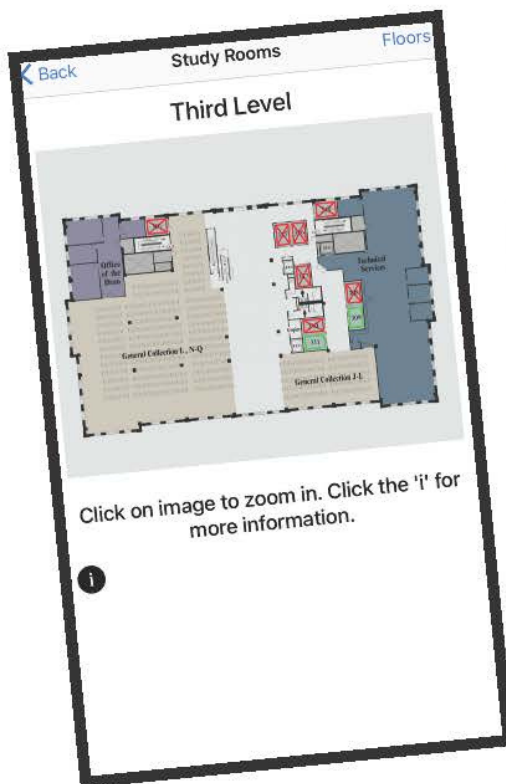 Back
Study Rooms
Floors
Third Level
Office
of the
Dean
Technical
Services
General Collection L, N-Q
General Collection J-L
Click on image to zoom in. Click the 'i' for
more information.
i